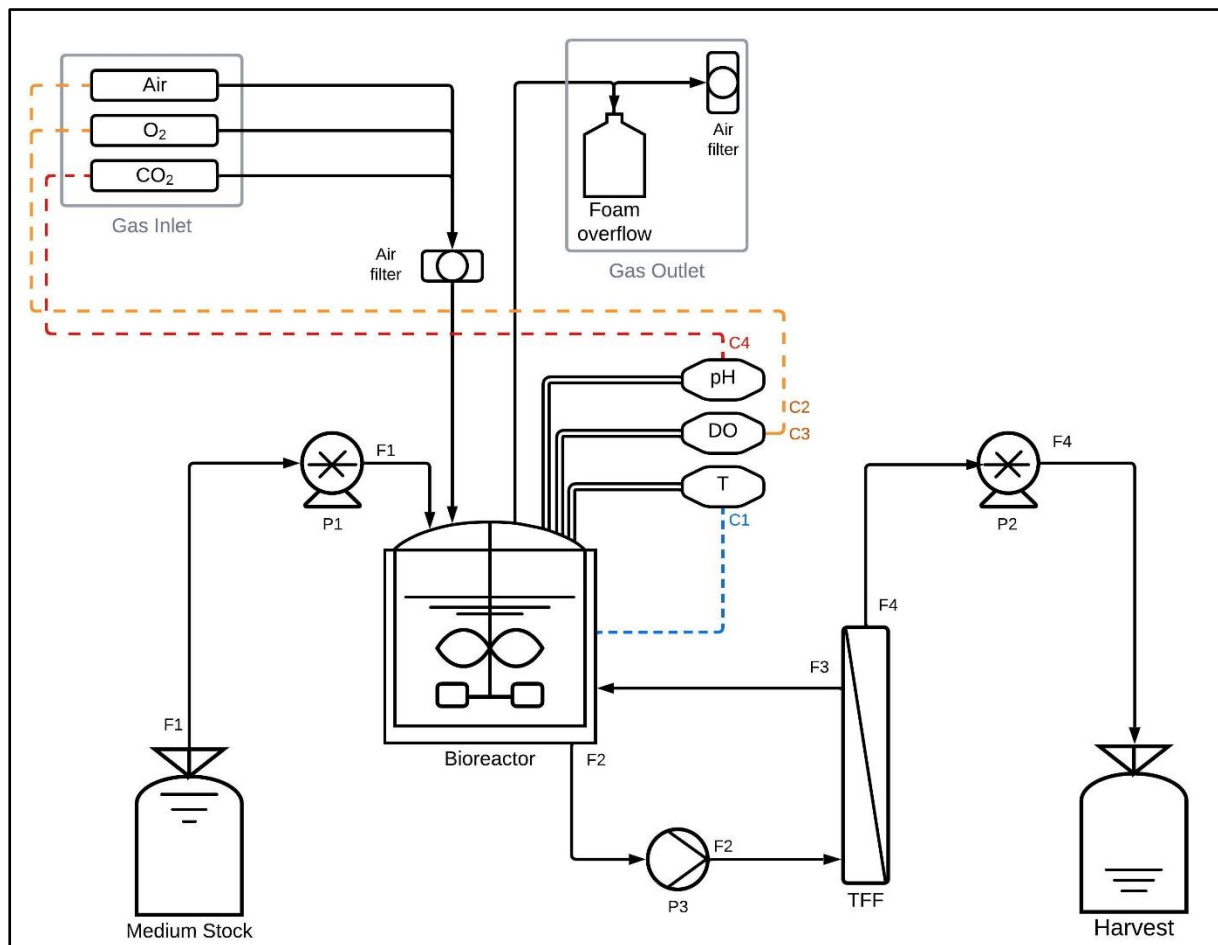 Air
O₂
CO₂
Gas Inlet
Air
filter
Foam
overflow
Gas Outlet
Air
filter
C4
pH
C2
DO
C3
T
C1
F1
P1
F4
P2
F1
F4
F3
Bioreactor
F2
F2
P3
TFF
Medium Stock
Harvest